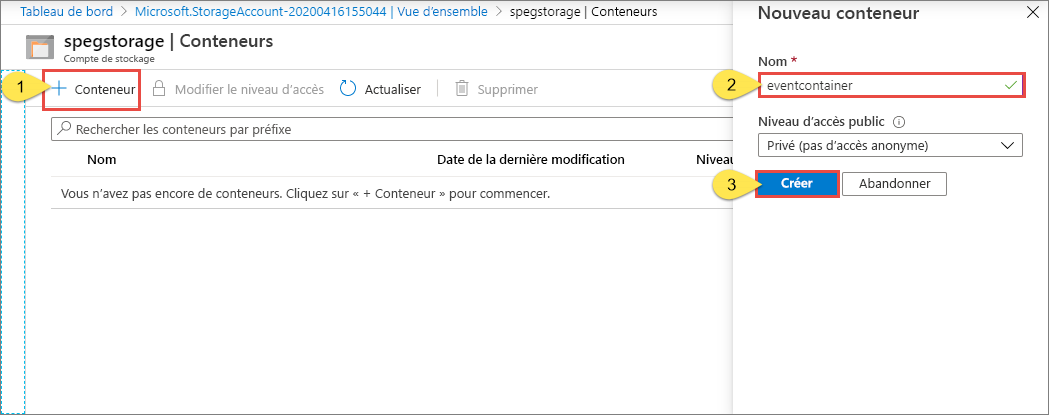 Tableau de bord > Microsoft.StorageAccount-20200416155044 | Vue d'ensemble > spegstorage | Conteneurs
spegstorage | Conteneurs
Compte de stockage
1
+ Conteneur
Modifier le niveau d'accès
Actualiser
Supprimer
Rechercher les conteneurs par préfixe
Nom
Date de la dernière modification
Niveau
Vous n'avez pas encore de conteneurs. Cliquez sur « + Conteneur » pour commencer.
Nouveau conteneur
Nom *
2
eventcontainer
Niveau d'accès public
Privé (pas d'accès anonyme)
3
Créer
Abandonner